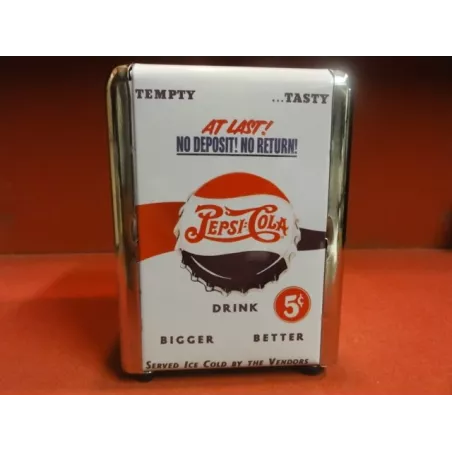 TEMPTY ...TASTY
AT LAST!
NO DEPOSIT! NO RETURN!
PEPSI-COLA
DRINK 5¢
BIGGER BETTER
SERVED ICE COLD BY THE VENDORS